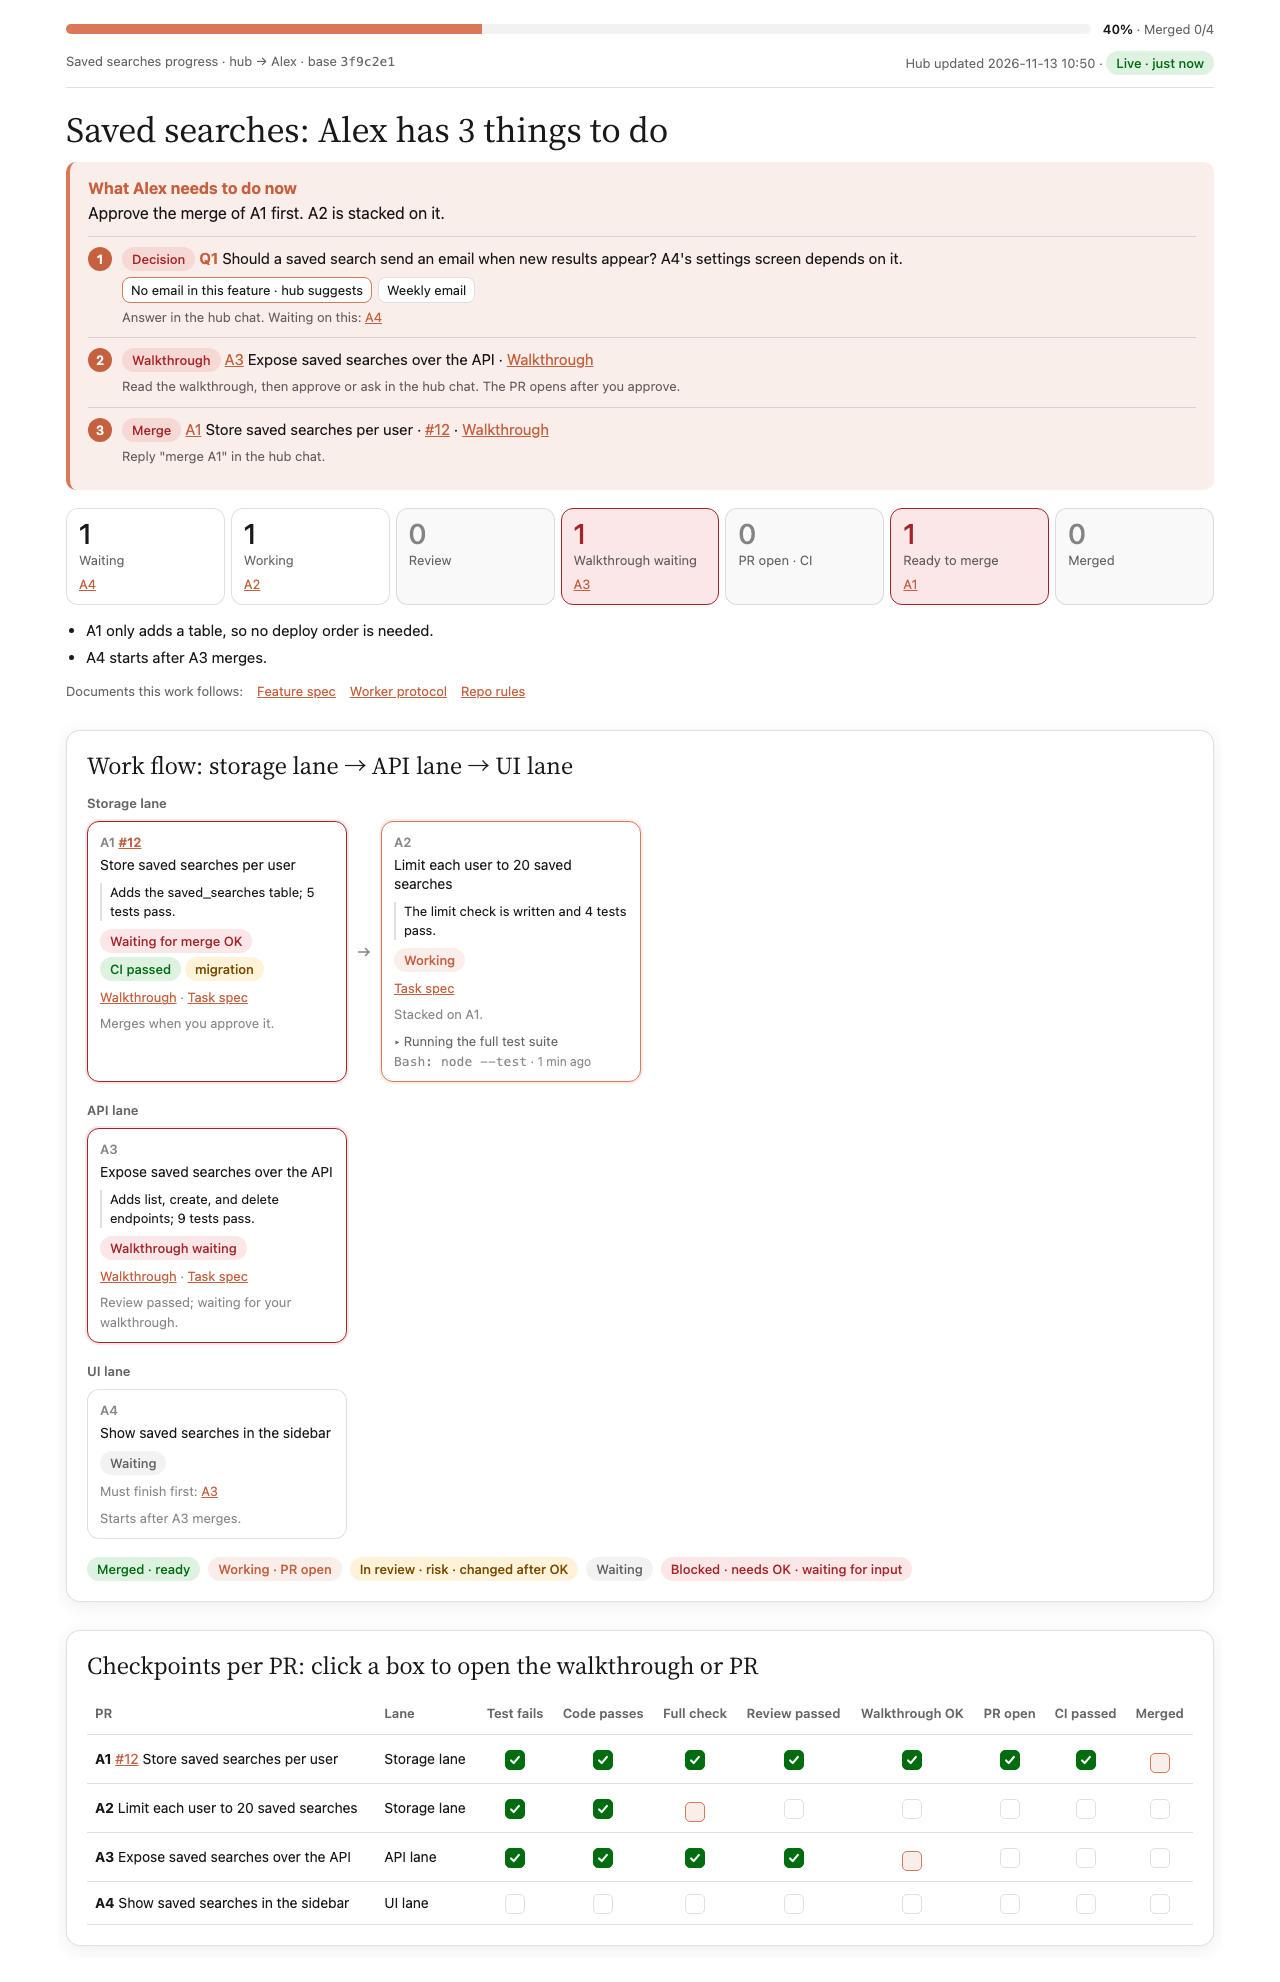 40% · Merged 0/4
Saved searches progress · hub → Alex · base 3f9c2e1
Hub updated 2026-11-13 10:50 · Live · just now
Saved searches: Alex has 3 things to do
What Alex needs to do now
Approve the merge of A1 first. A2 is stacked on it.
1 Decision Q1 Should a saved search send an email when new results appear? A4's settings screen depends on it.
No email in this feature · hub suggests Weekly email
Answer in the hub chat. Waiting on this: A4
2 Walkthrough A3 Expose saved searches over the API · Walkthrough
Read the walkthrough, then approve or ask in the hub chat. The PR opens after you approve.
3 Merge A1 Store saved searches per user · #12 · Walkthrough
Reply "merge A1" in the hub chat.
1
Waiting
A4
1
Working
A2
0
Review
1
Walkthrough waiting
A3
0
PR open · CI
1
Ready to merge
A1
0
Merged
• A1 only adds a table, so no deploy order is needed.
• A4 starts after A3 merges.
Documents this work follows: Feature spec Worker protocol Repo rules
Work flow: storage lane → API lane → UI lane
Storage lane
A1 #12
Store saved searches per user
Adds the saved_searches table; 5
tests pass.
Waiting for merge OK
CI passed migration
Walkthrough · Task spec
Merges when you approve it.
→
A2
Limit each user to 20 saved
searches
The limit check is written and 4 tests
pass.
Working
Task spec
Stacked on A1.
▸ Running the full test suite
Bash: node --test · 1 min ago
API lane
A3
Expose saved searches over the API
Adds list, create, and delete
endpoints; 9 tests pass.
Walkthrough waiting
Walkthrough · Task spec
Review passed; waiting for your
walkthrough.
UI lane
A4
Show saved searches in the sidebar
Waiting
Must finish first: A3
Starts after A3 merges.
Merged · ready Working · PR open In review · risk · changed after OK Waiting Blocked · needs OK · waiting for input
Checkpoints per PR: click a box to open the walkthrough or PR
PR Lane Test fails Code passes Full check Review passed Walkthrough OK PR open CI passed Merged
A1 #12 Store saved searches per user Storage lane
A2 Limit each user to 20 saved searches Storage lane
A3 Expose saved searches over the API API lane
A4 Show saved searches in the sidebar UI lane